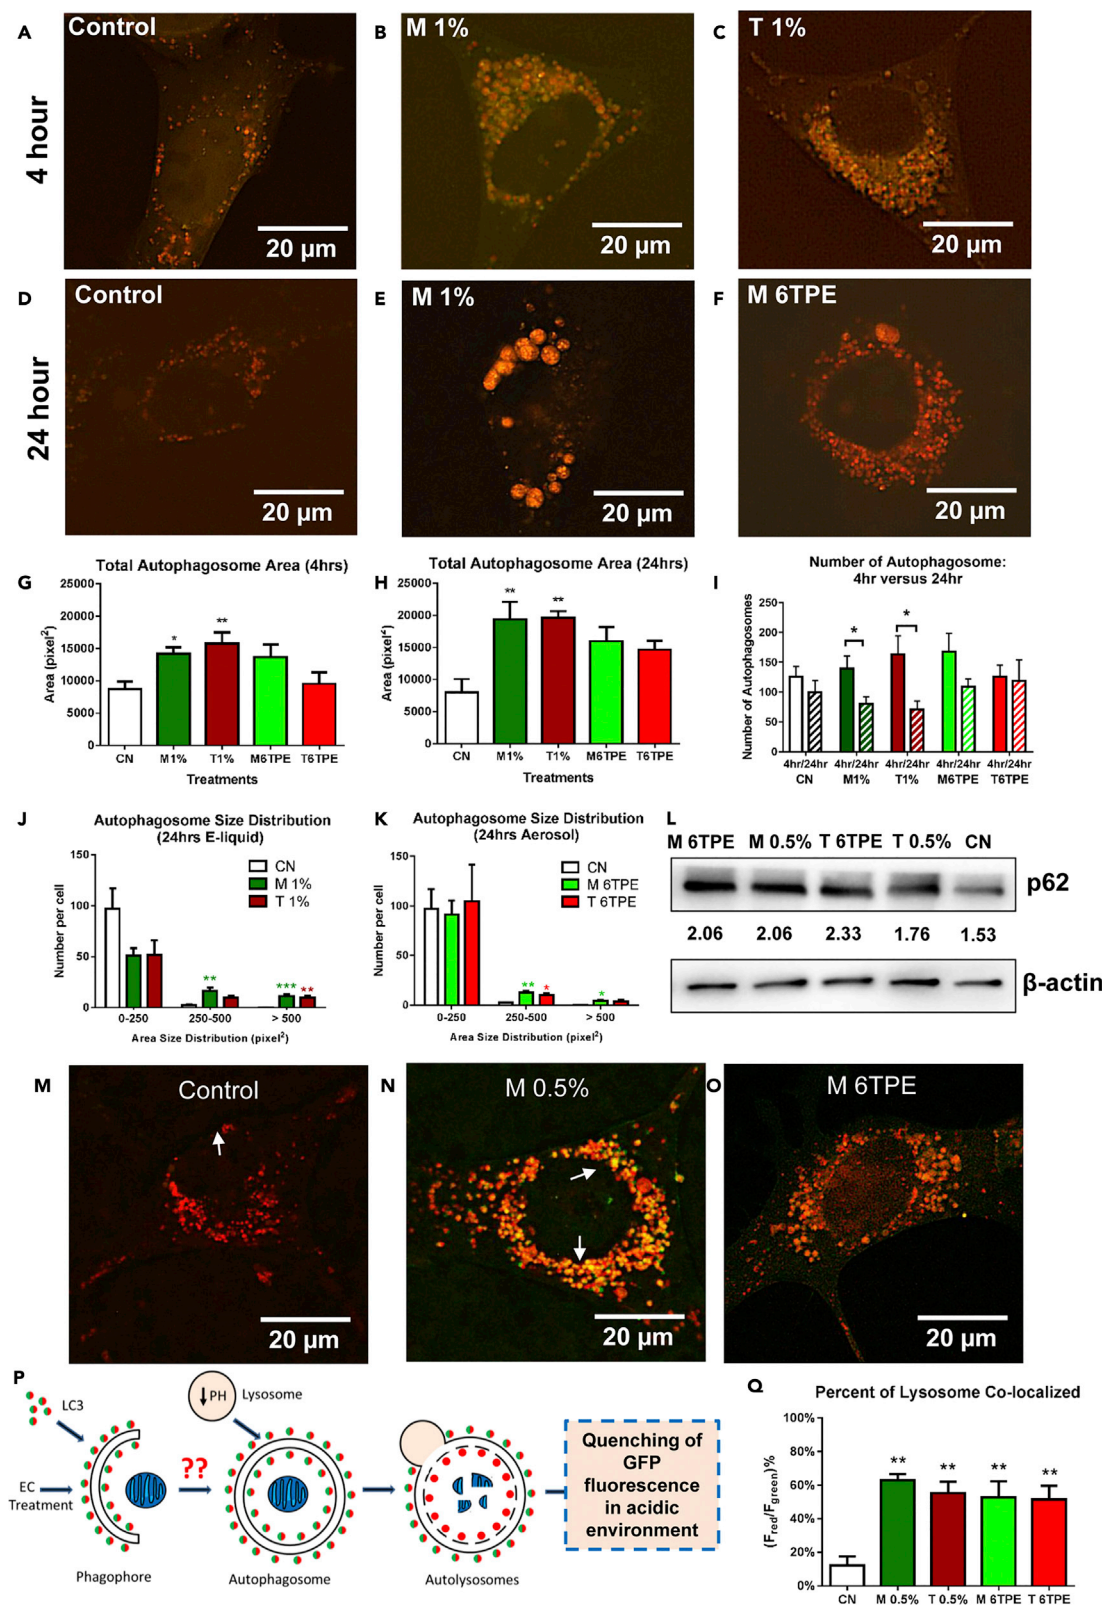 A
Control
B
M 1%
C
T 1%
4 hour
20 µm
20 µm
20 µm
D
Control
E
M 1%
F
M 6TPE
24 hour
20 µm
20 µm
20 µm
G
Total Autophagosome Area (4hrs)
Area (pixel²)
25000
20000
15000
10000
5000
0
CN M1% T1% M6TPE T6TPE
Treatments
* **
H
Total Autophagosome Area (24hrs)
Area (pixel²)
25000
20000
15000
10000
5000
0
CN M1% T1% M6TPE T6TPE
Treatments
** **
I
Number of Autophagosome:
4hr versus 24hr
Number of Autophagosomes
250
200
150
100
50
0
* *
4hr/24hr 4hr/24hr 4hr/24hr 4hr/24hr 4hr/24hr
CN M1% T1% M6TPE T6TPE
J
Autophagosome Size Distribution
(24hrs E-liquid)
Number per cell
150
100
50
0
CN
M 1%
T 1%
** *** **
0-250 250-500 > 500
Area Size Distribution (pixel²)
K
Autophagosome Size Distribution
(24hrs Aerosol)
Number per cell
150
100
50
0
CN
M 6TPE
T 6TPE
** * *
0-250 250-500 > 500
Area Size Distribution (pixel²)
L
M 6TPE M 0.5% T 6TPE T 0.5% CN
p62
2.06 2.06 2.33 1.76 1.53
β-actin
M
Control
20 µm
N
M 0.5%
20 µm
O
M 6TPE
20 µm
P
LC3
↓PH
Lysosome
EC
Treatment
??
Phagophore
Autophagosome
Autolysosomes
Quenching of
GFP
fluorescence
in acidic
environment
Q
Percent of Lysosome Co-localized
(Fred/Fgreen)%
100%
80%
60%
40%
20%
0%
** ** ** **
CN M 0.5% T 0.5% M 6TPE T 6TPE